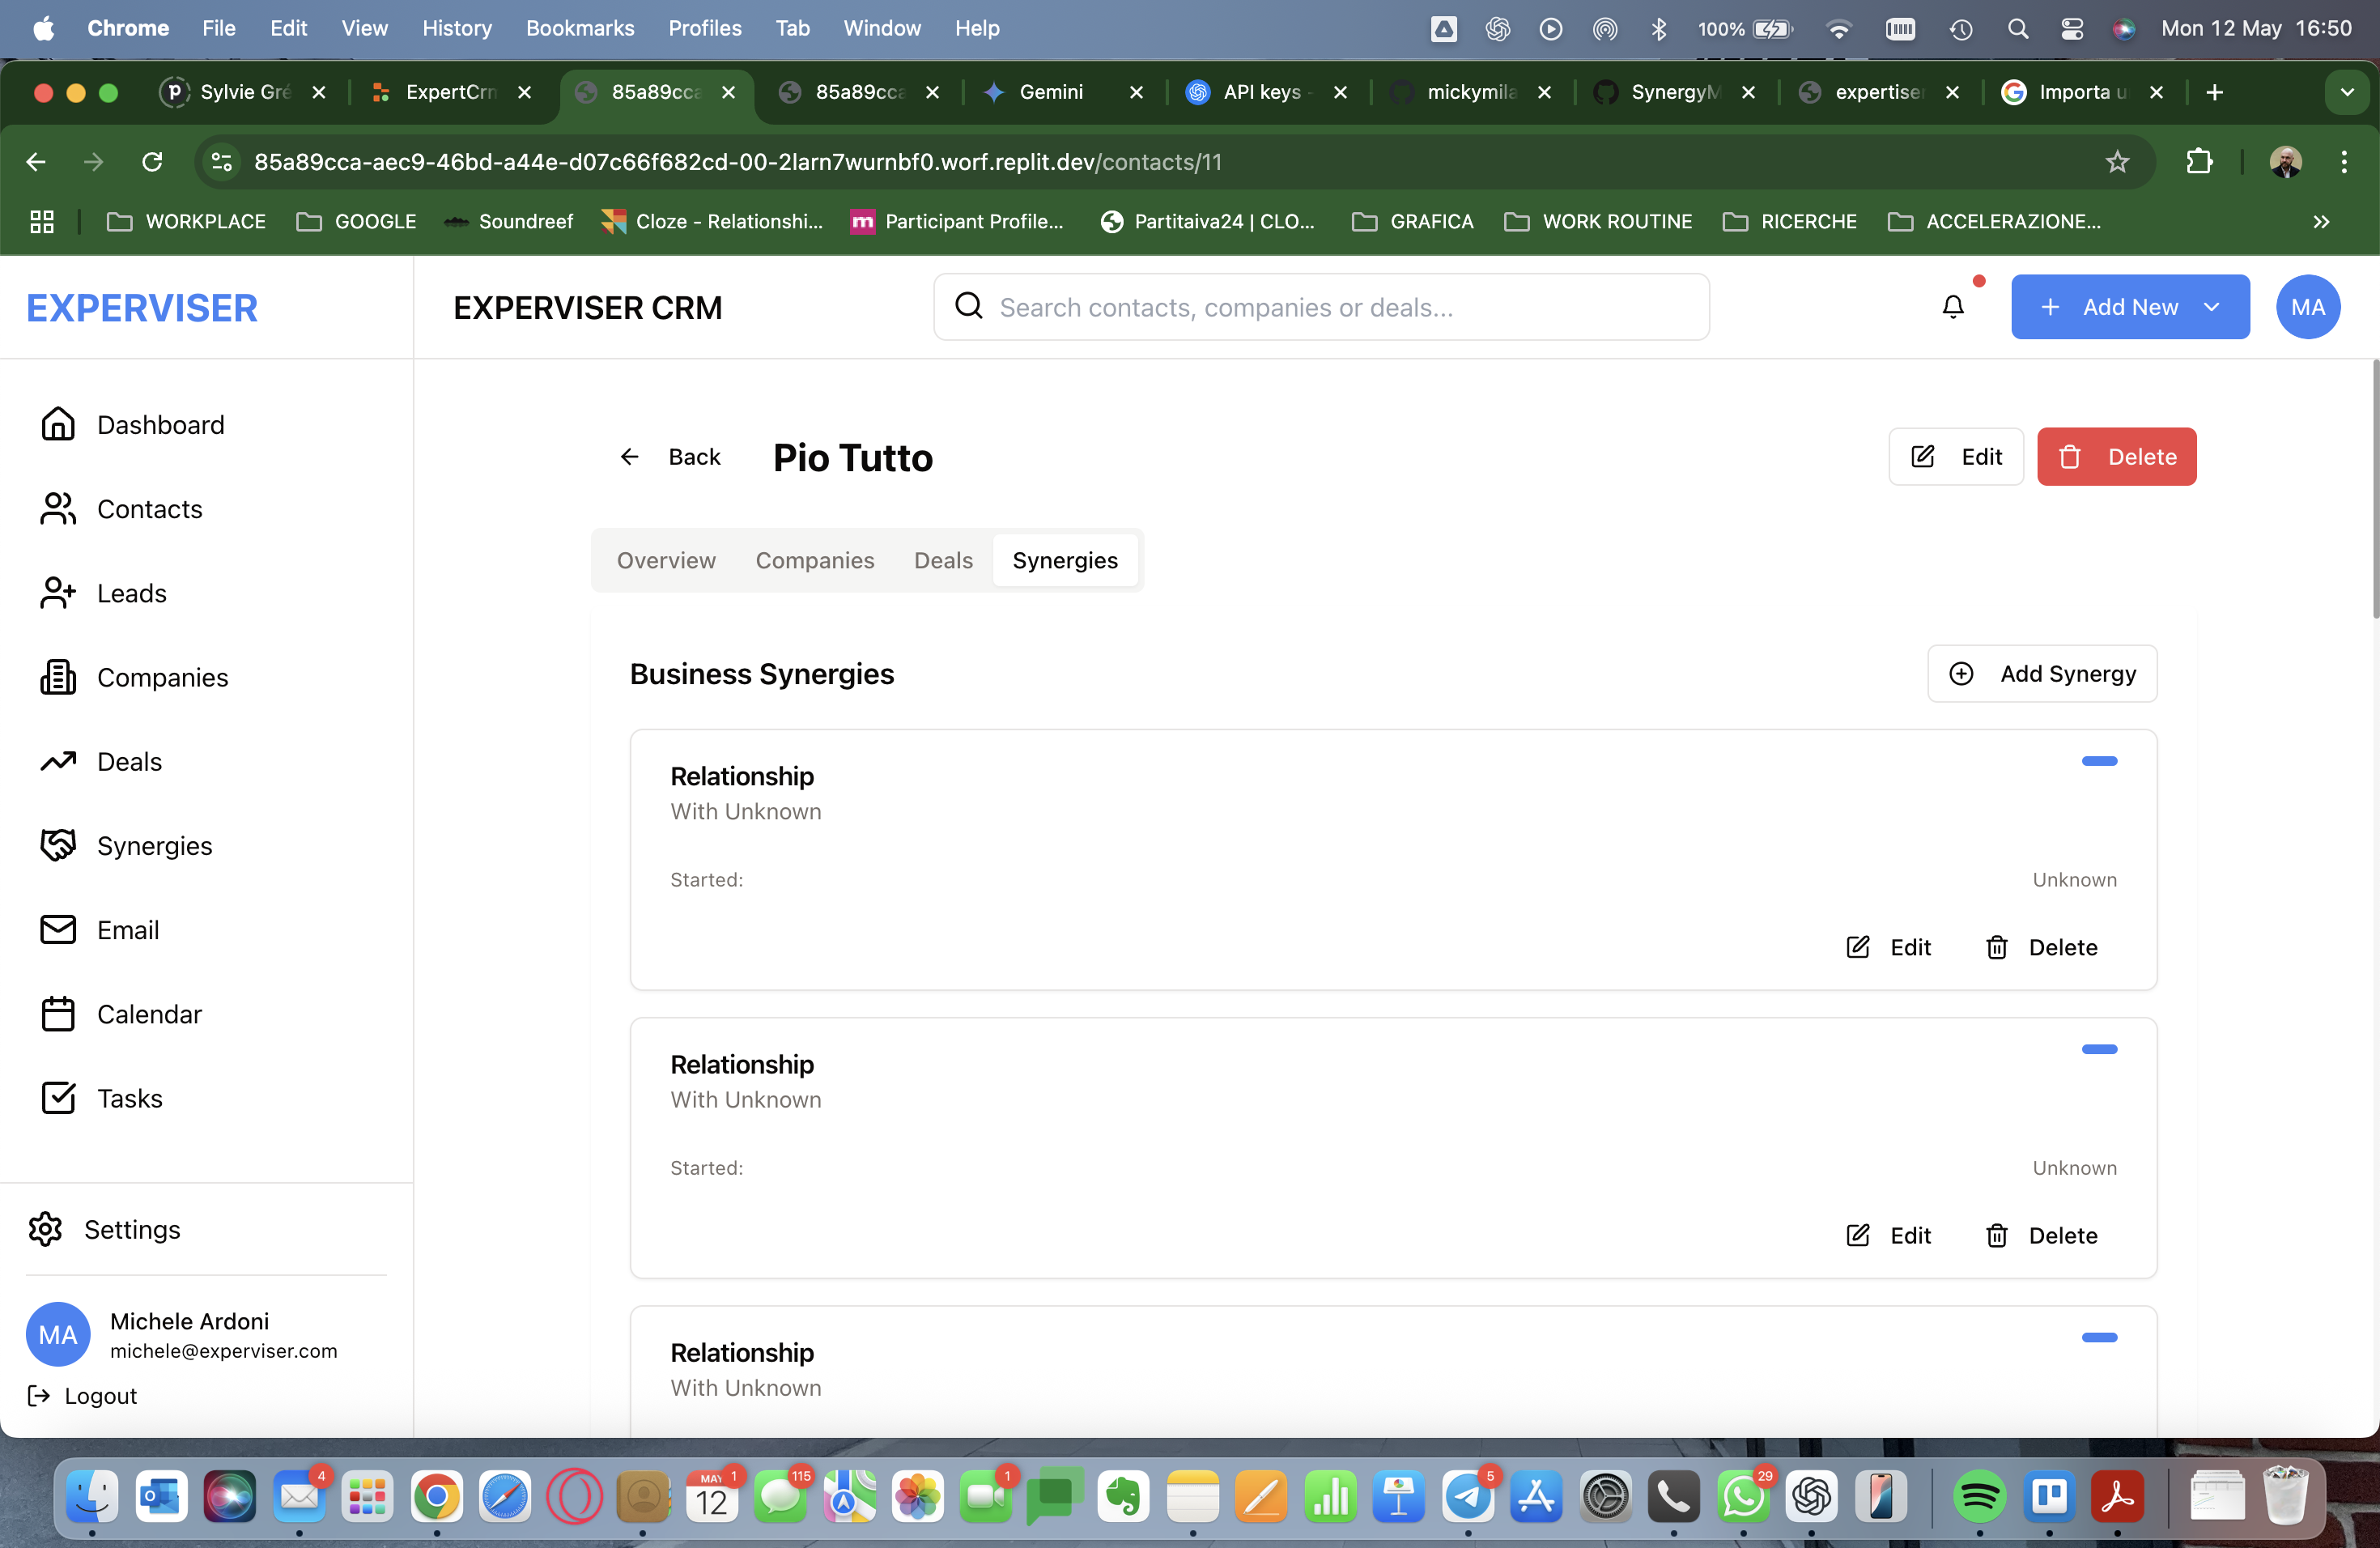 Chrome File Edit View History Bookmarks Profiles Tab Window Help 100% Mon 12 May 16:50
Sylvie Gré ExpertCrm 85a89cca 85a89cca Gemini API keys - mickymila SynergyM expertise Importa u
85a89cca-aec9-46bd-a44e-d07c66f682cd-00-2larn7wurnbf0.worf.replit.dev/contacts/11
WORKPLACE GOOGLE Soundreef Cloze - Relationshi... Participant Profile... Partitaiva24 | CLO... GRAFICA WORK ROUTINE RICERCHE ACCELERAZIONE...
EXPERVISER
EXPERVISER CRM
Search contacts, companies or deals...
Add New
MA
Dashboard
Contacts
Leads
Companies
Deals
Synergies
Email
Calendar
Tasks
Settings
MA
Michele Ardoni
michele@experviser.com
Logout
Back
Pio Tutto
Edit
Delete
Overview Companies Deals Synergies
Business Synergies
Add Synergy
Relationship
With Unknown
Started:
Unknown
Edit Delete
Relationship
With Unknown
Started:
Unknown
Edit Delete
Relationship
With Unknown
4 MAY 1 12 115 1 5 29